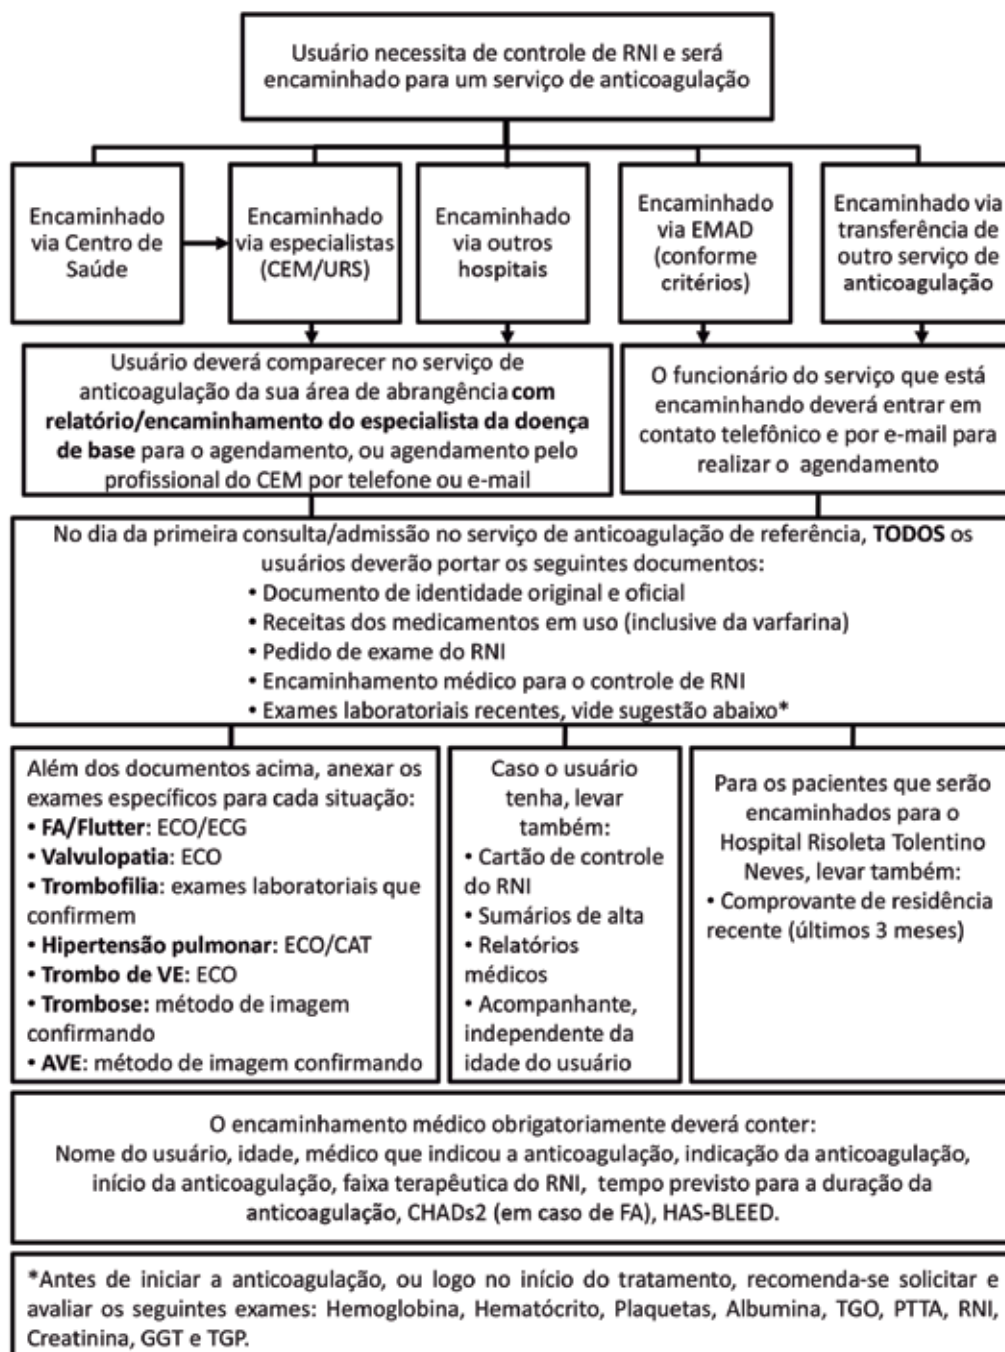 Usuário necessita de controle de RNI e será
encaminhado para um serviço de anticoagulação
Encaminhado
via Centro de
Saúde
Encaminhado
via especialistas
(CEM/URS)
Encaminhado
via outros
hospitais
Encaminhado
via EMAD
(conforme
critérios)
Encaminhado via
transferência de
outro serviço de
anticoagulação
Usuário deverá comparecer no serviço de
anticoagulação da sua área de abrangência com
relatório/encaminhamento do especialista da doença
de base para o agendamento, ou agendamento pelo
profissional do CEM por telefone ou e-mail
O funcionário do serviço que está
encaminhando deverá entrar em
contato telefônico e por e-mail para
realizar o agendamento
No dia da primeira consulta/admissão no serviço de anticoagulação de referência, TODOS os
usuários deverão portar os seguintes documentos:
• Documento de identidade original e oficial
• Receitas dos medicamentos em uso (inclusive da varfarina)
• Pedido de exame do RNI
• Encaminhamento médico para o controle de RNI
• Exames laboratoriais recentes, vide sugestão abaixo*
Além dos documentos acima, anexar os
exames específicos para cada situação:
• FA/Flutter: ECO/ECG
• Valvulopatia: ECO
• Trombofilia: exames laboratoriais que
confirmem
• Hipertensão pulmonar: ECO/CAT
• Trombo de VE: ECO
• Trombose: método de imagem
confirmando
• AVE: método de imagem confirmando
Caso o usuário
tenha, levar
também:
• Cartão de controle
do RNI
• Sumários de alta
• Relatórios
médicos
• Acompanhante,
independente da
idade do usuário
Para os pacientes que serão
encaminhados para o
Hospital Risoleta Tolentino
Neves, levar também:
• Comprovante de residência
recente (últimos 3 meses)
O encaminhamento médico obrigatoriamente deverá conter:
Nome do usuário, idade, médico que indicou a anticoagulação, indicação da anticoagulação,
início da anticoagulação, faixa terapêutica do RNI, tempo previsto para a duração da
anticoagulação, CHADs2 (em caso de FA), HAS-BLEED.
*Antes de iniciar a anticoagulação, ou logo no início do tratamento, recomenda-se solicitar e
avaliar os seguintes exames: Hemoglobina, Hematócrito, Plaquetas, Albumina, TGO, PTTA, RNI,
Creatinina, GGT e TGP.